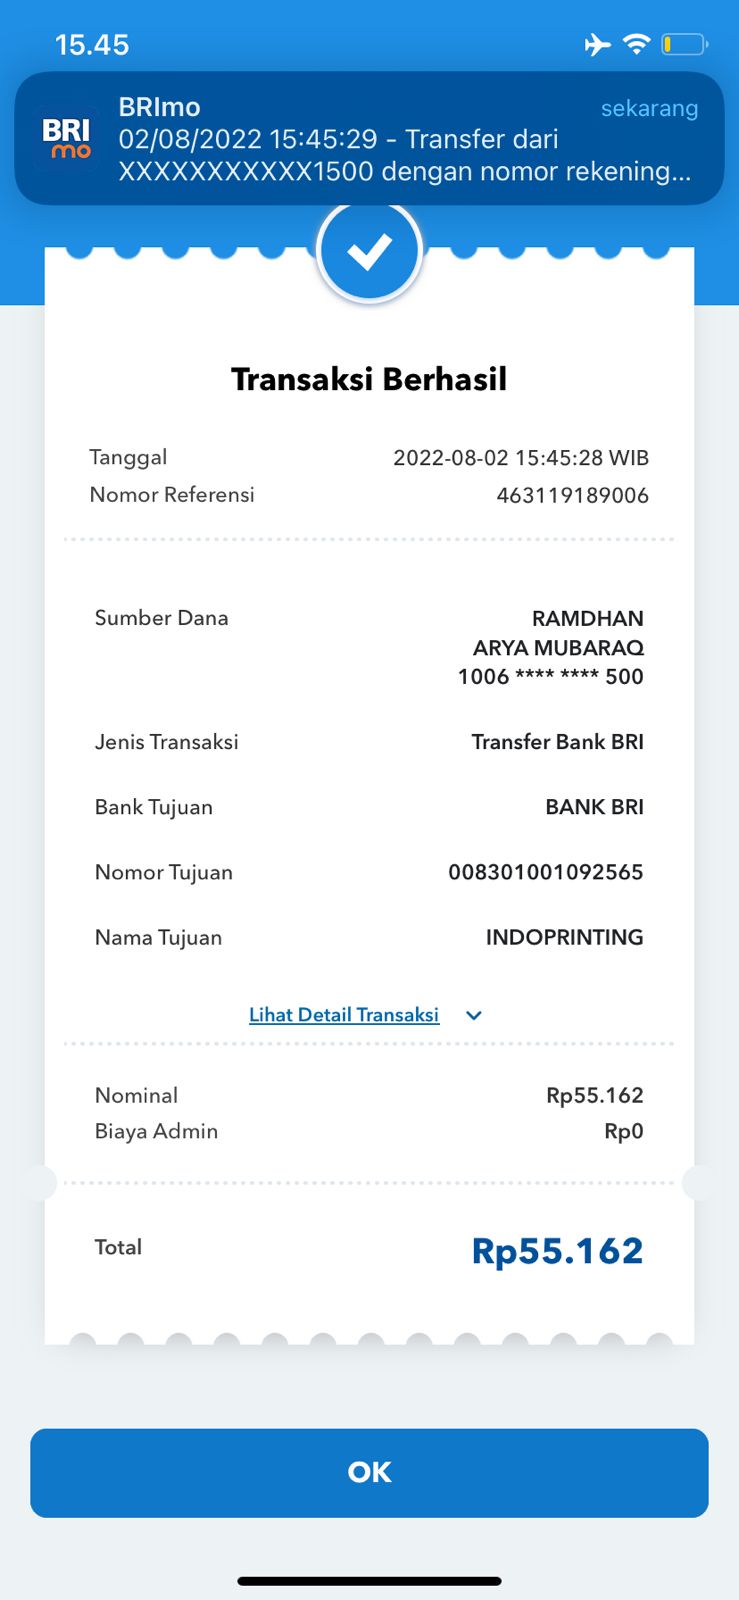 15.45
BRImo
sekarang
BRI
mo
02/08/2022 15:45:29 - Transfer dari
XXXXXXXXXXX1500 dengan nomor rekening...
Transaksi Berhasil
Tanggal 2022-08-02 15:45:28 WIB
Nomor Referensi 463119189006
Sumber Dana RAMDHAN
ARYA MUBARAQ
1006 **** **** 500
Jenis Transaksi Transfer Bank BRI
Bank Tujuan BANK BRI
Nomor Tujuan 008301001092565
Nama Tujuan INDOPRINTING
Lihat Detail Transaksi
Nominal Rp55.162
Biaya Admin Rp0
Total Rp55.162
OK